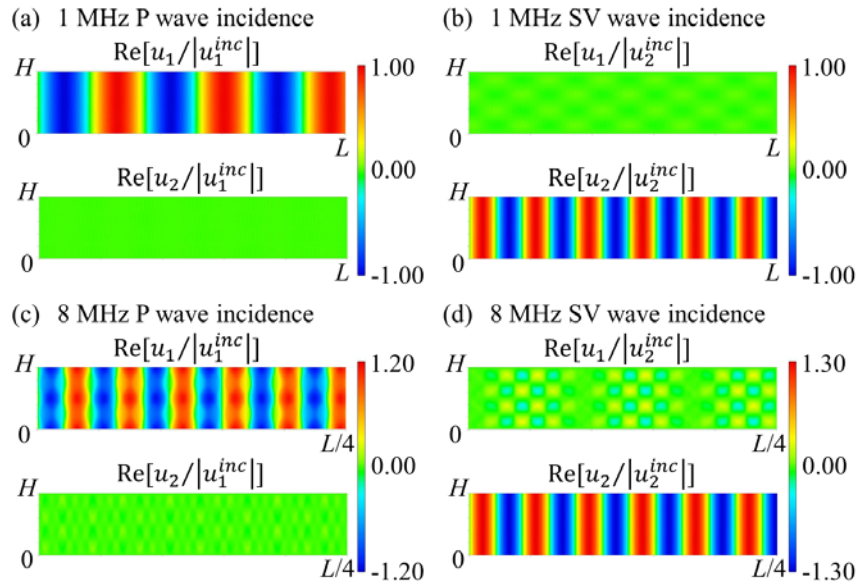 (a) 1 MHz P wave incidence
Re[u₁/|u₁ⁱⁿᶜ|]
H
0
L
1.00
0.00
-1.00
Re[u₂/|u₁ⁱⁿᶜ|]
H
0
L
(b) 1 MHz SV wave incidence
Re[u₁/|u₂ⁱⁿᶜ|]
H
0
L
1.00
0.00
-1.00
Re[u₂/|u₂ⁱⁿᶜ|]
H
0
L
(c) 8 MHz P wave incidence
Re[u₁/|u₁ⁱⁿᶜ|]
H
0
L/4
1.20
0.00
-1.20
Re[u₂/|u₁ⁱⁿᶜ|]
H
0
L/4
(d) 8 MHz SV wave incidence
Re[u₁/|u₂ⁱⁿᶜ|]
H
0
L/4
1.30
0.00
-1.30
Re[u₂/|u₂ⁱⁿᶜ|]
H
0
L/4